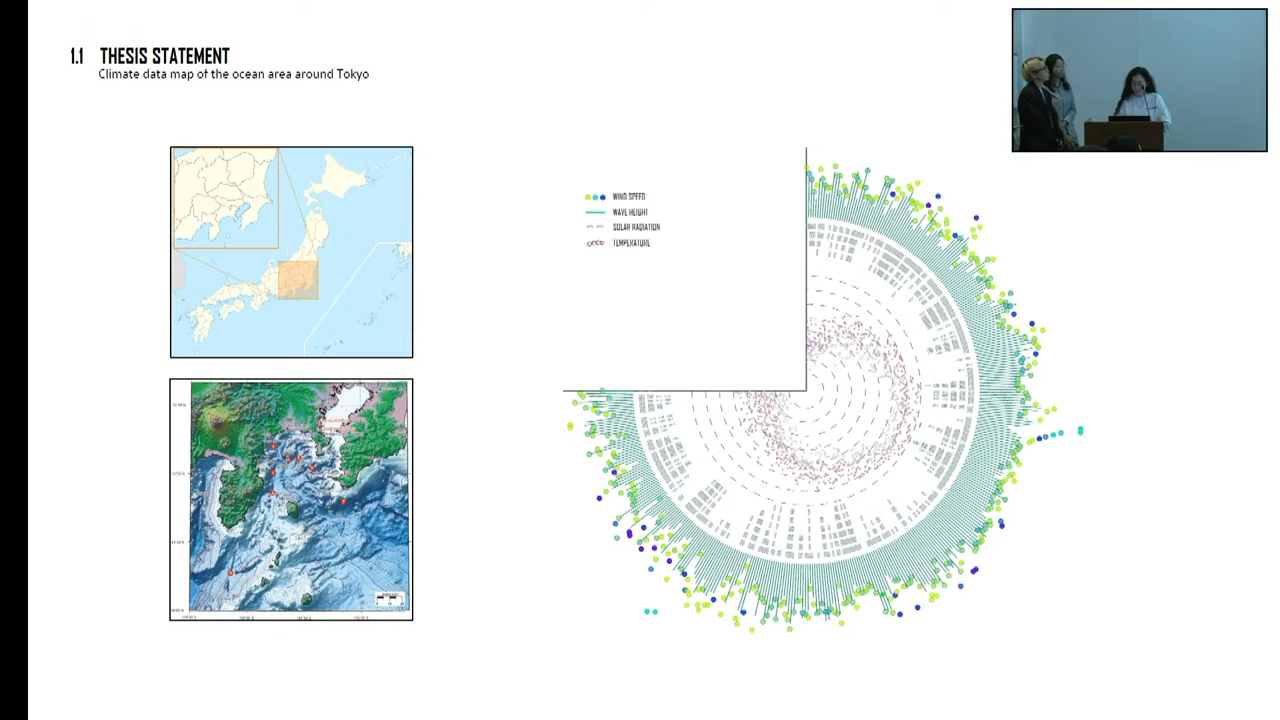 1.1 THESIS STATEMENT
Climate data map of the ocean area around Tokyo
WIND SPEED
WAVE HEIGHT
SOLAR RADIATION
TEMPERATURE